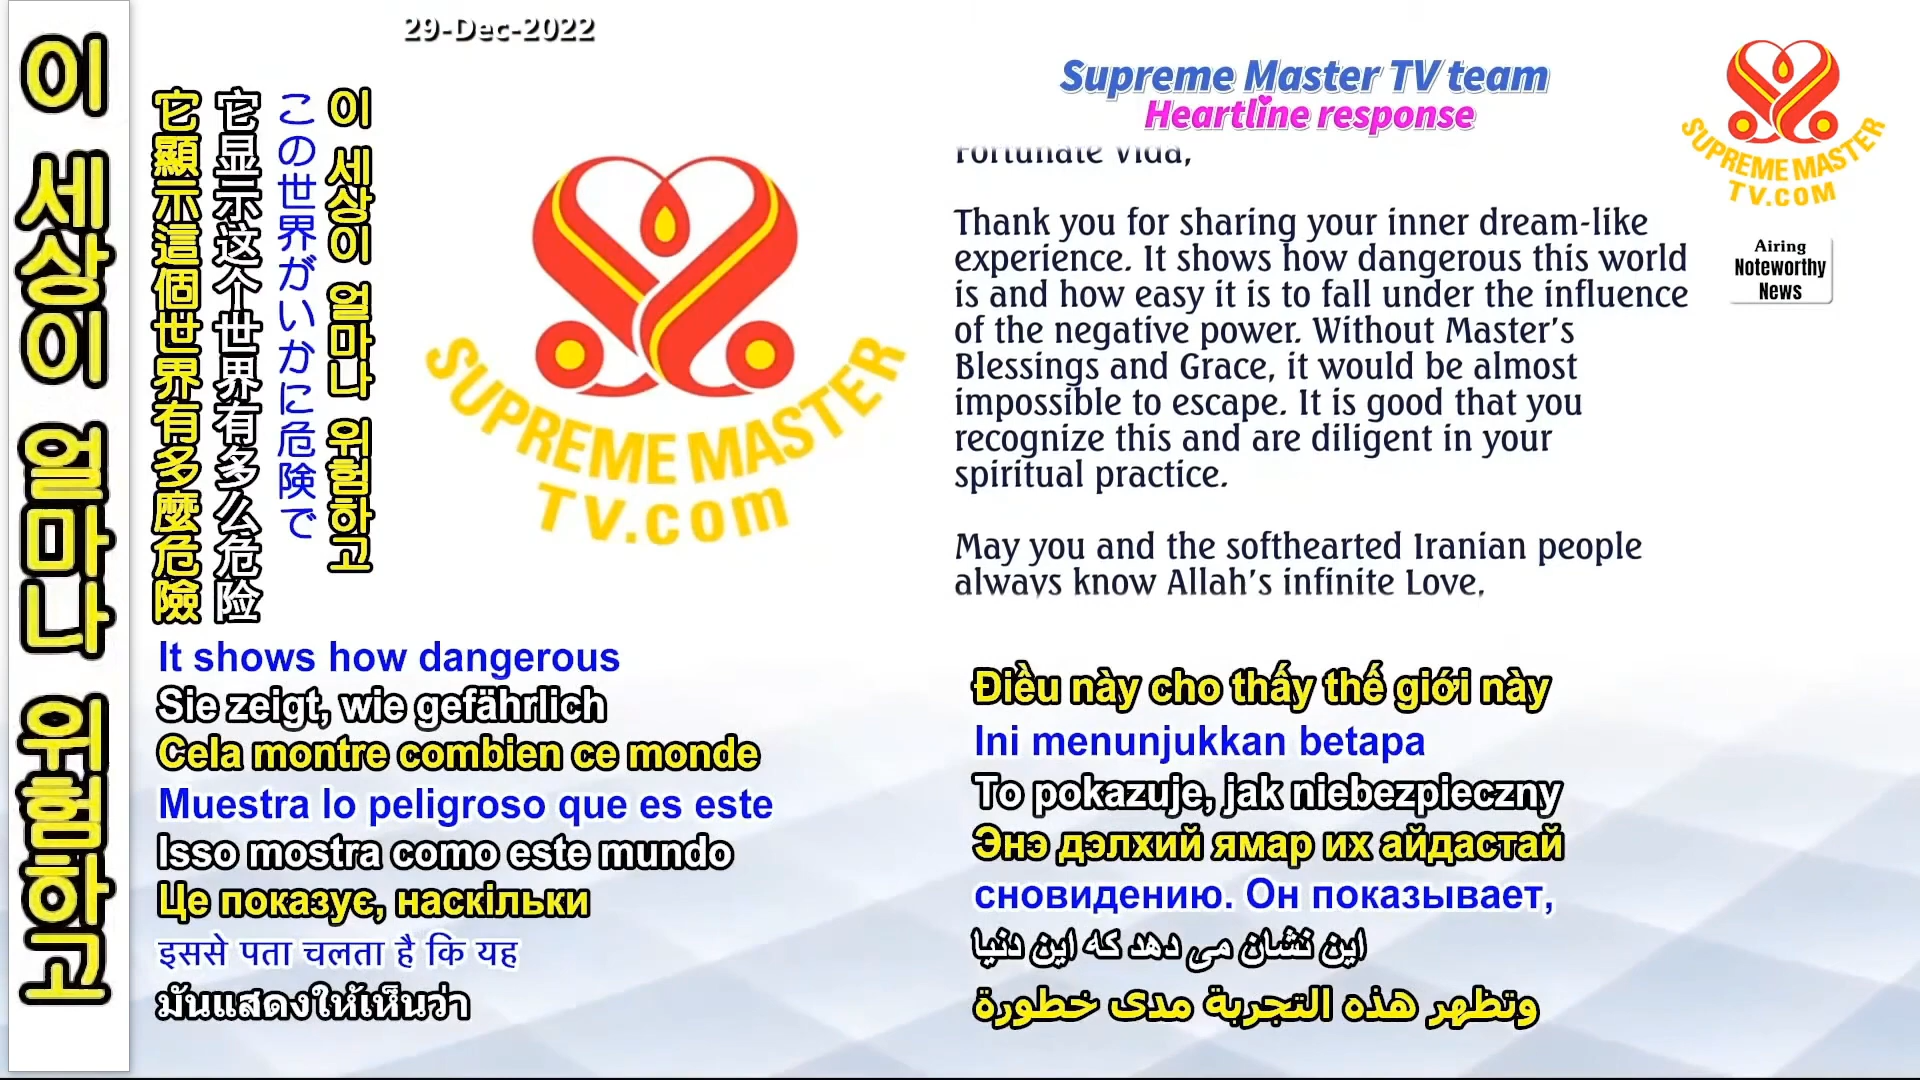 29-Dec-2022
이 세상이 얼마나 위험하고
它顯示這個世界有多麼危險
它显示这个世界有多么危险
この世界がいかに危険で
이 세상이 얼마나 위험하고
SUPREME MASTER
TV.com
Supreme Master TV team
Heartline response
Fortunate Vida,
Thank you for sharing your inner dream-like
experience. It shows how dangerous this world
is and how easy it is to fall under the influence
of the negative power. Without Master's
Blessings and Grace, it would be almost
impossible to escape. It is good that you
recognize this and are diligent in your
spiritual practice.
May you and the softhearted Iranian people
always know Allah's infinite Love,
SUPREME MASTER
TV.COM
Airing
Noteworthy
News
It shows how dangerous
Sie zeigt, wie gefährlich
Cela montre combien ce monde
Muestra lo peligroso que es este
Isso mostra como este mundo
Це показує, наскільки
इससे पता चलता है कि यह
มันแสดงให้เห็นว่า
Điều này cho thấy thế giới này
Ini menunjukkan betapa
To pokazuje, jak niebezpieczny
Энэ дэлхий ямар их айдастай
сновидению. Он показывает,
این نشان می دهد که این دنیا
وتظهر هذه التجربة مدى خطورة